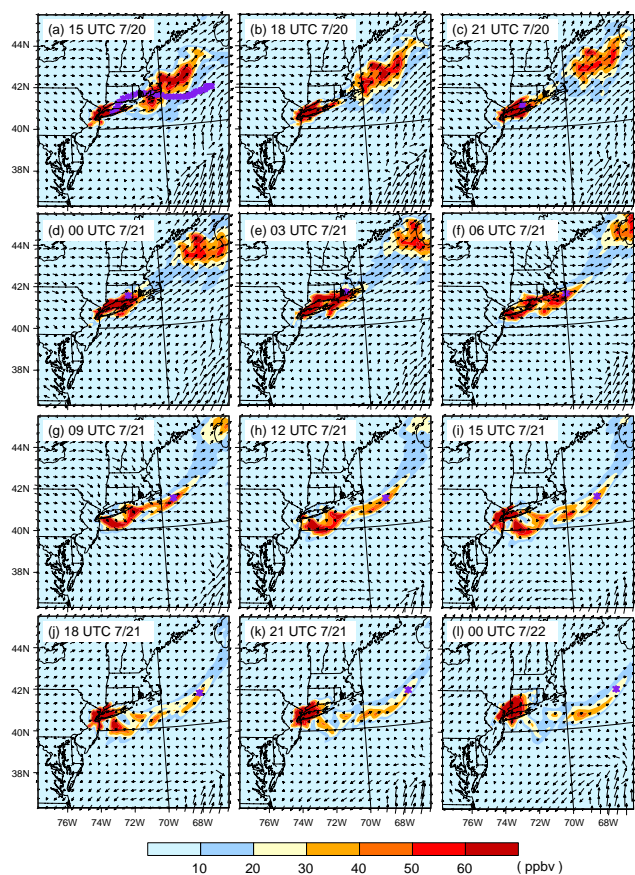 (a) 15 UTC 7/20
(b) 18 UTC 7/20
(c) 21 UTC 7/20
44N
42N
40N
38N
(d) 00 UTC 7/21
(e) 03 UTC 7/21
(f) 06 UTC 7/21
44N
42N
40N
38N
(g) 09 UTC 7/21
(h) 12 UTC 7/21
(i) 15 UTC 7/21
44N
42N
40N
38N
(j) 18 UTC 7/21
(k) 21 UTC 7/21
(l) 00 UTC 7/22
44N
42N
40N
38N
76W 74W 72W 70W 68W
76W 74W 72W 70W 68W
76W 74W 72W 70W 68W
10 20 30 40 50 60 (ppbv)